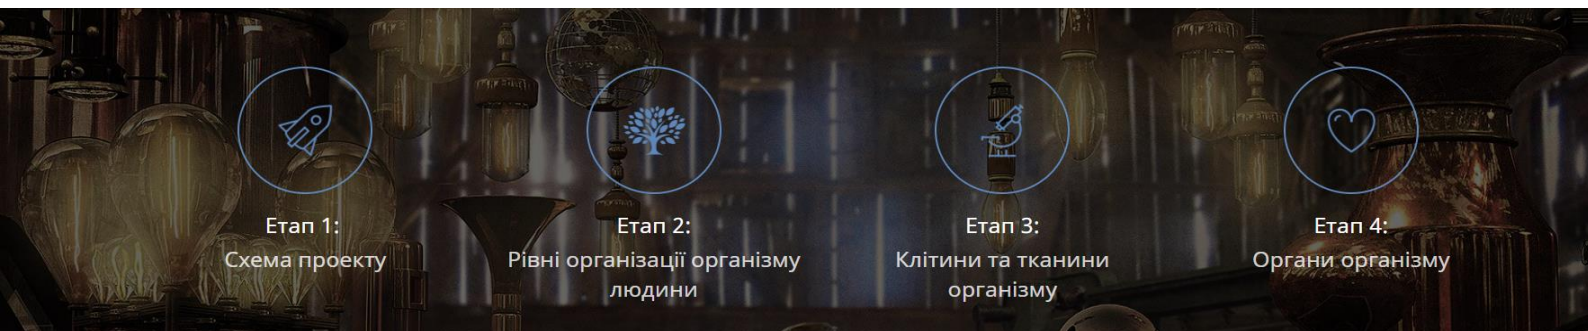 Етап 1:
Схема проекту
Етап 2:
Рівні організації організму
людини
Етап 3:
Клітини та тканини
організму
Етап 4:
Органи організму